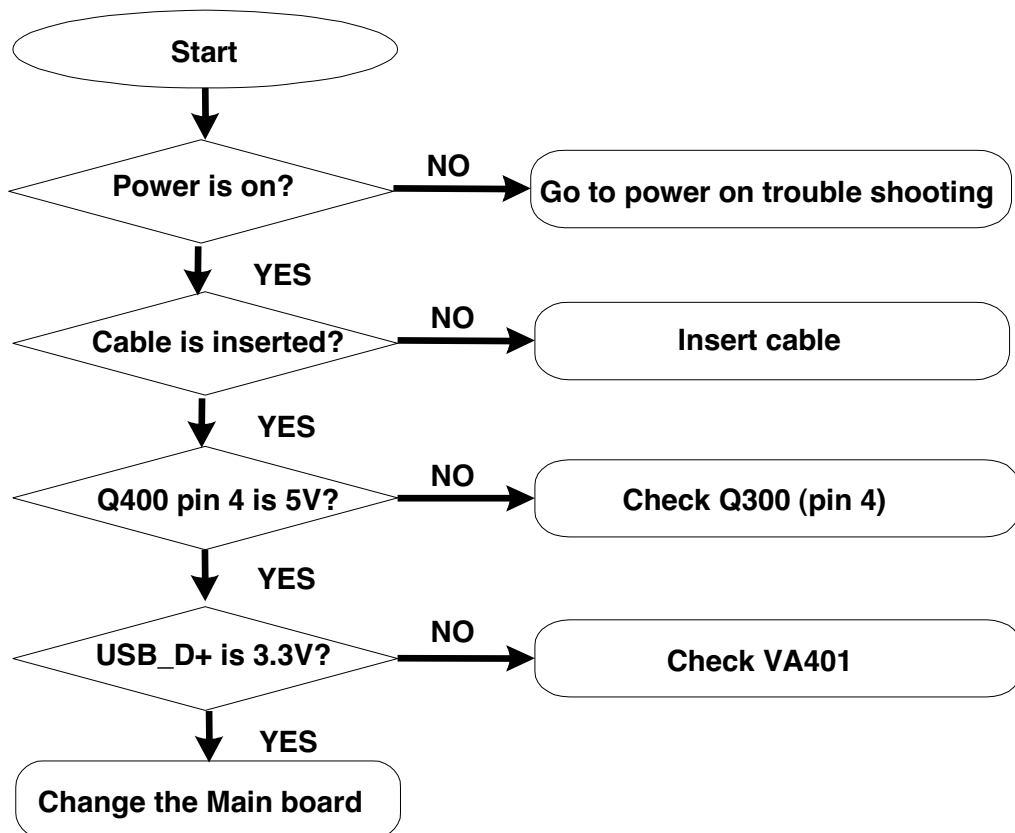 Start
Power is on?
NO
Go to power on trouble shooting
YES
Cable is inserted?
NO
Insert cable
YES
Q400 pin 4 is 5V?
NO
Check Q300 (pin 4)
YES
USB_D+ is 3.3V?
NO
Check VA401
YES
Change the Main board